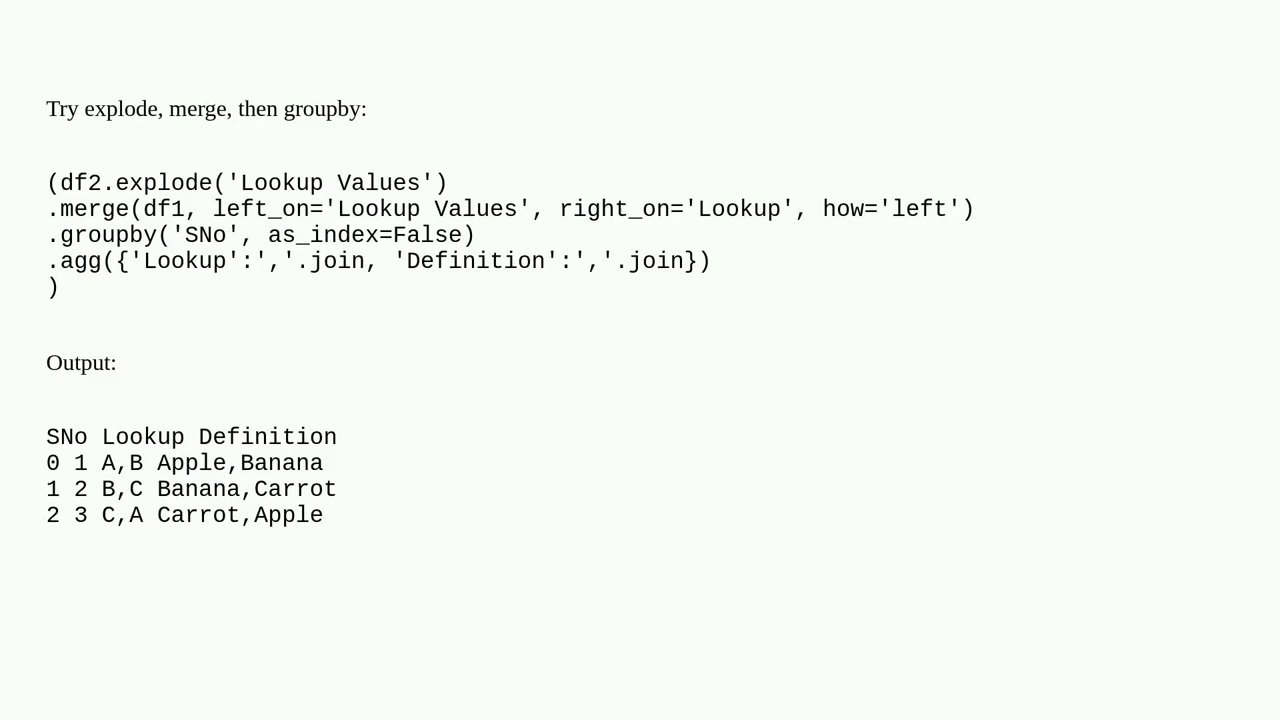 Try explode, merge, then groupby:
(df2.explode('Lookup Values')
.merge(df1, left_on='Lookup Values', right_on='Lookup', how='left')
.groupby('SNo', as_index=False)
.agg({'Lookup':','.join, 'Definition':','.join})
)
Output:
SNo Lookup Definition
0 1 A,B Apple,Banana
1 2 B,C Banana,Carrot
2 3 C,A Carrot,Apple